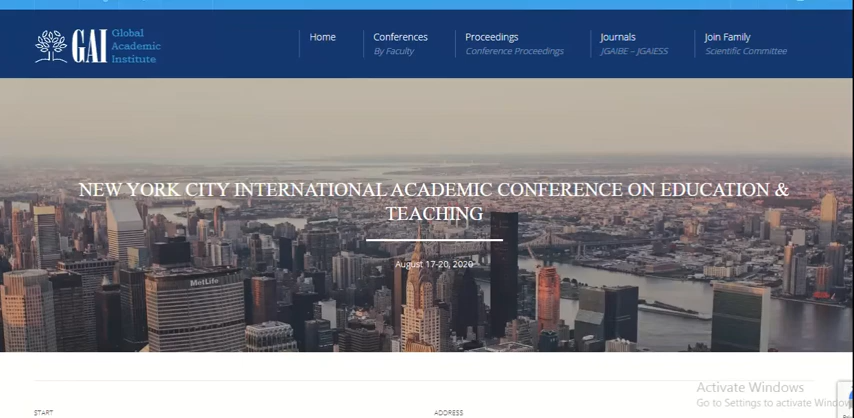 GAI Global
Academic
Institute
Home
Conferences
By Faculty
Proceedings
Conference Proceedings
Journals
JGAIBE – JGAIESS
Join Family
Scientific Committee
NEW YORK CITY INTERNATIONAL ACADEMIC CONFERENCE ON EDUCATION &
TEACHING
August 17-20, 2020
MetLife
Activate Windows
Go to Settings to activate Windows
START
ADDRESS